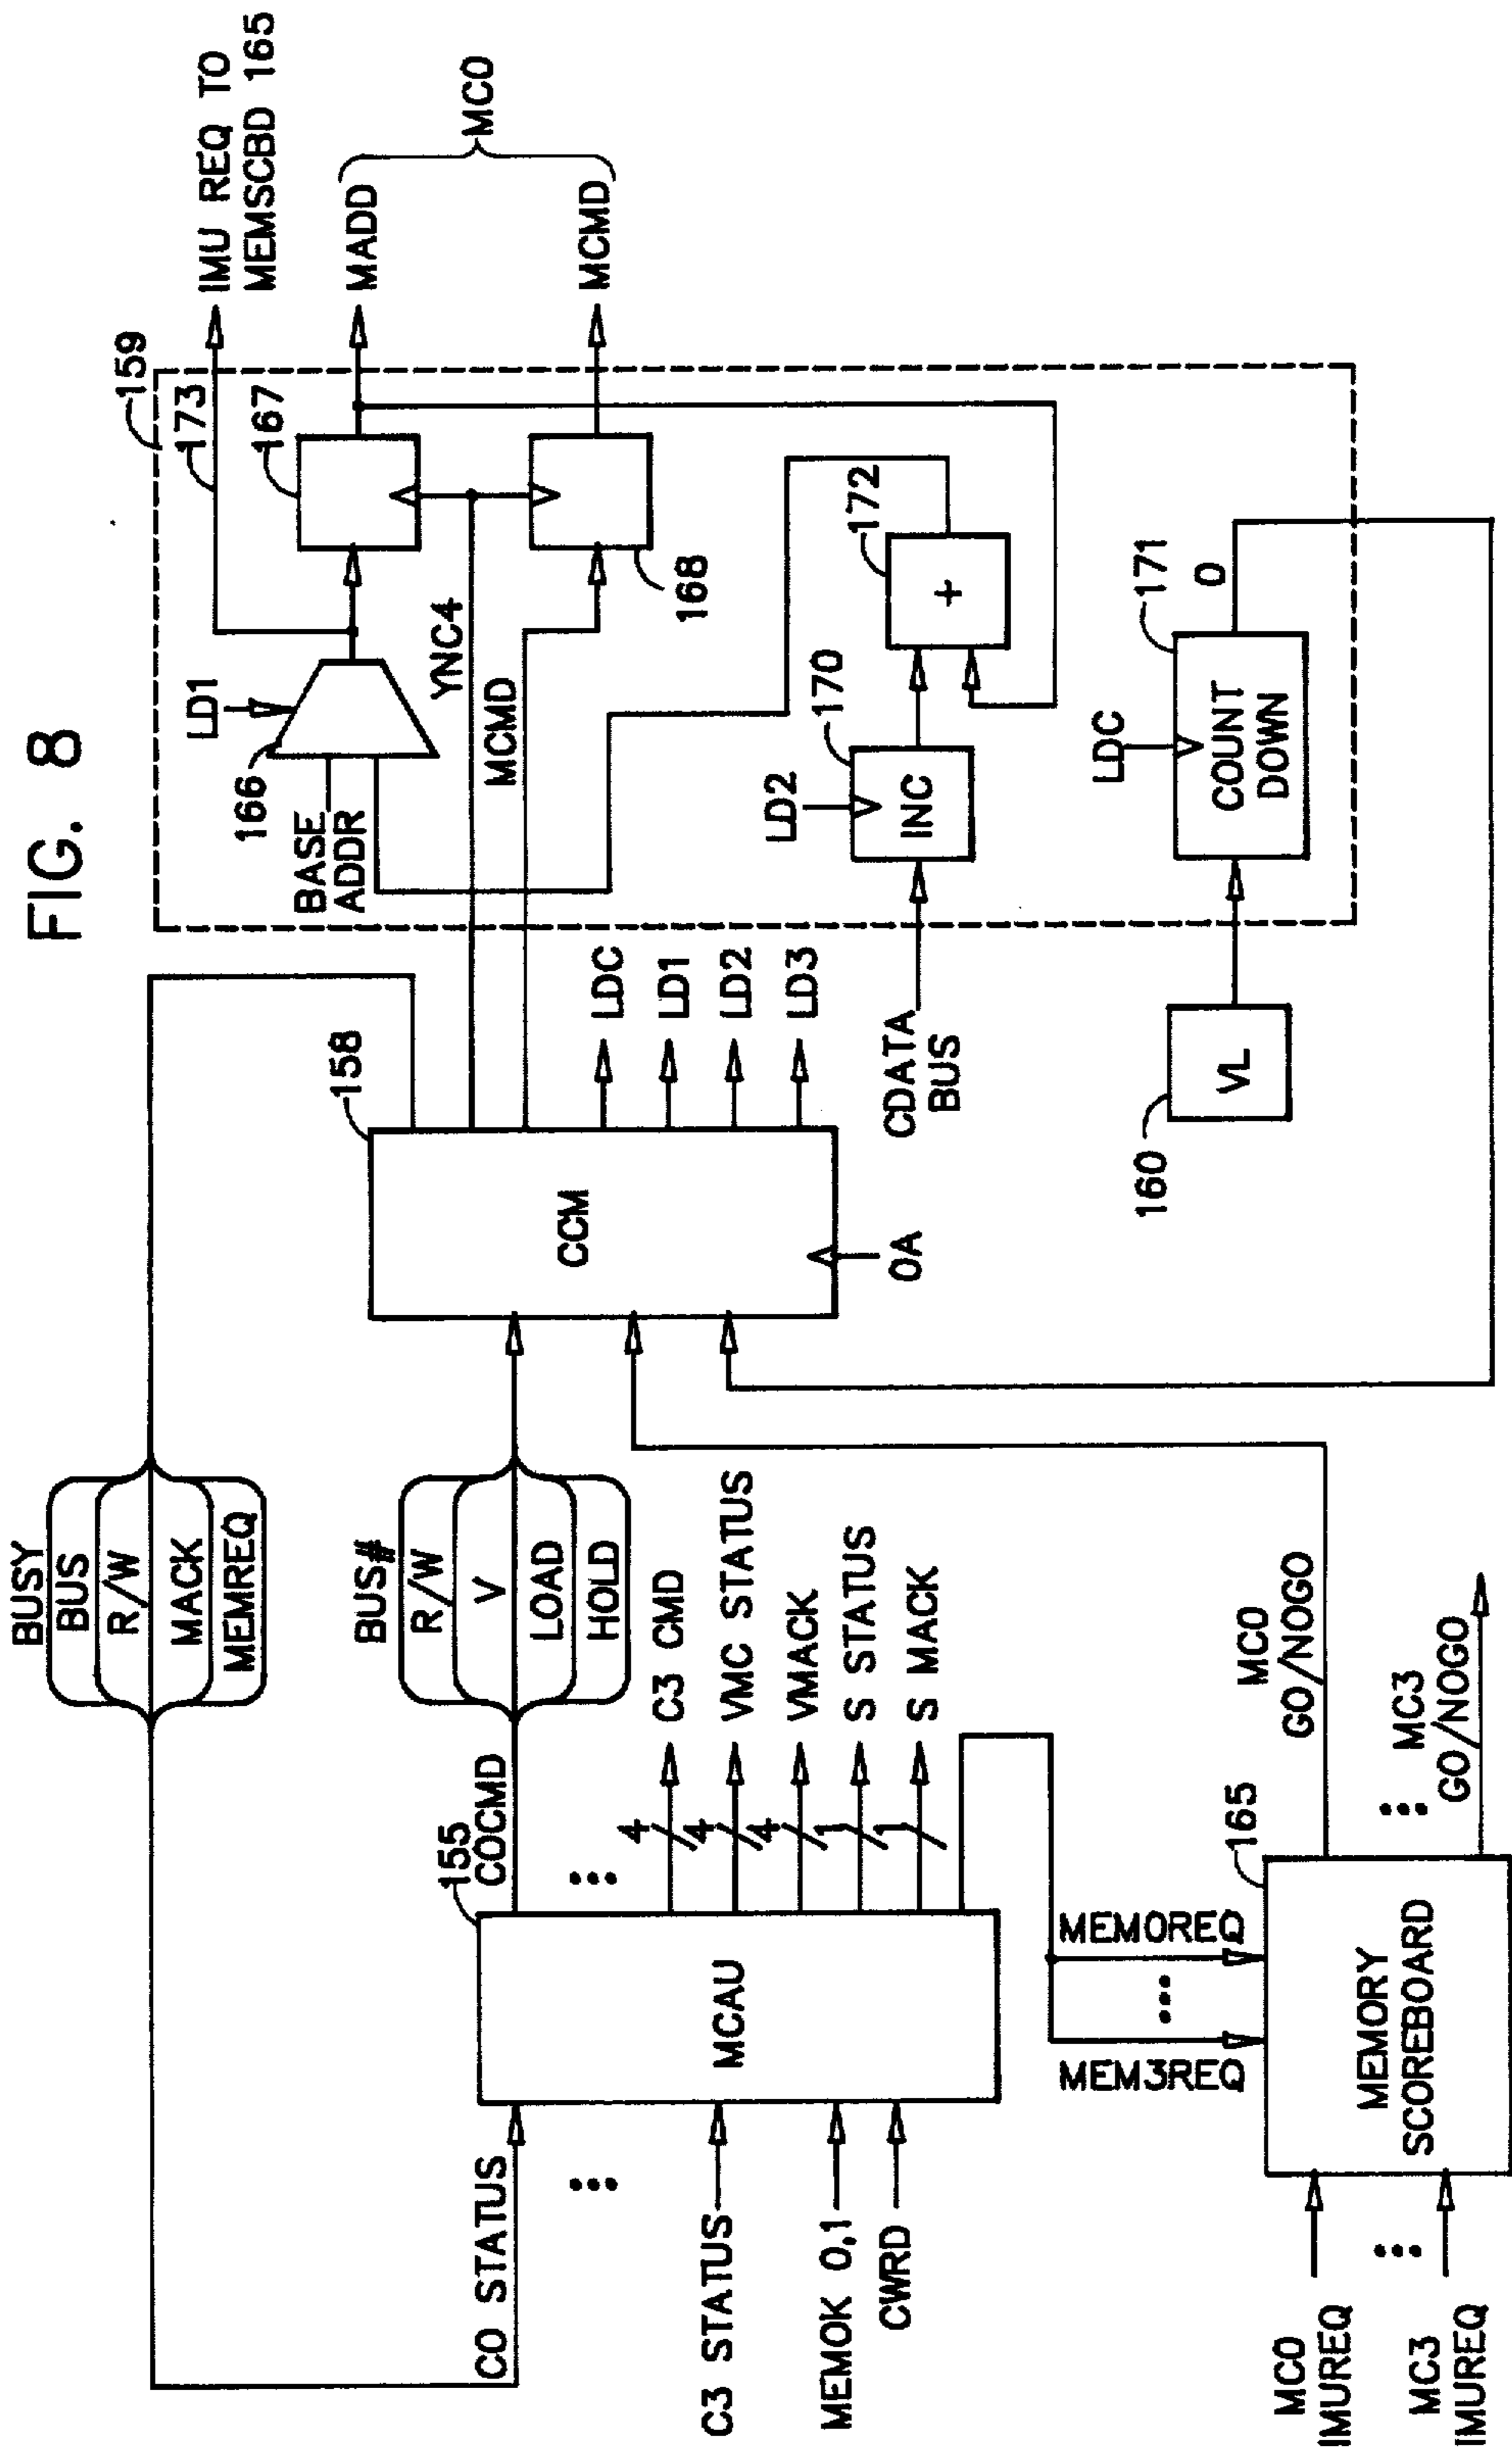 FIG. 8
BUSY
BUS
R/W
MACK
MEMREQ
BUS#
R/W
V
LOAD
HOLD
C0 STATUS
C3 STATUS
MEMOK 0,1
CWRD
155
C0CMD
MCAU
4
4
4
1
1
C3 CMD
VMC STATUS
VMACK
S STATUS
S MACK
MEM0REQ
MEM3REQ
165
MEMORY
SCOREBOARD
MC0
IMUREQ
MC3
IMUREQ
MC0
GO/NOGO
MC3
GO/NOGO
158
CCM
0A
LDC
LD1
LD2
LD3
CDATA
BUS
160
VL
159
173
IMU REQ TO
MEMSCBD 165
LD1
166
BASE
ADDR
167
MADD
MC0
YNC4
MCMD
168
MCMD
LD2
170
INC
172
+
LDC
171
COUNT
DOWN
0